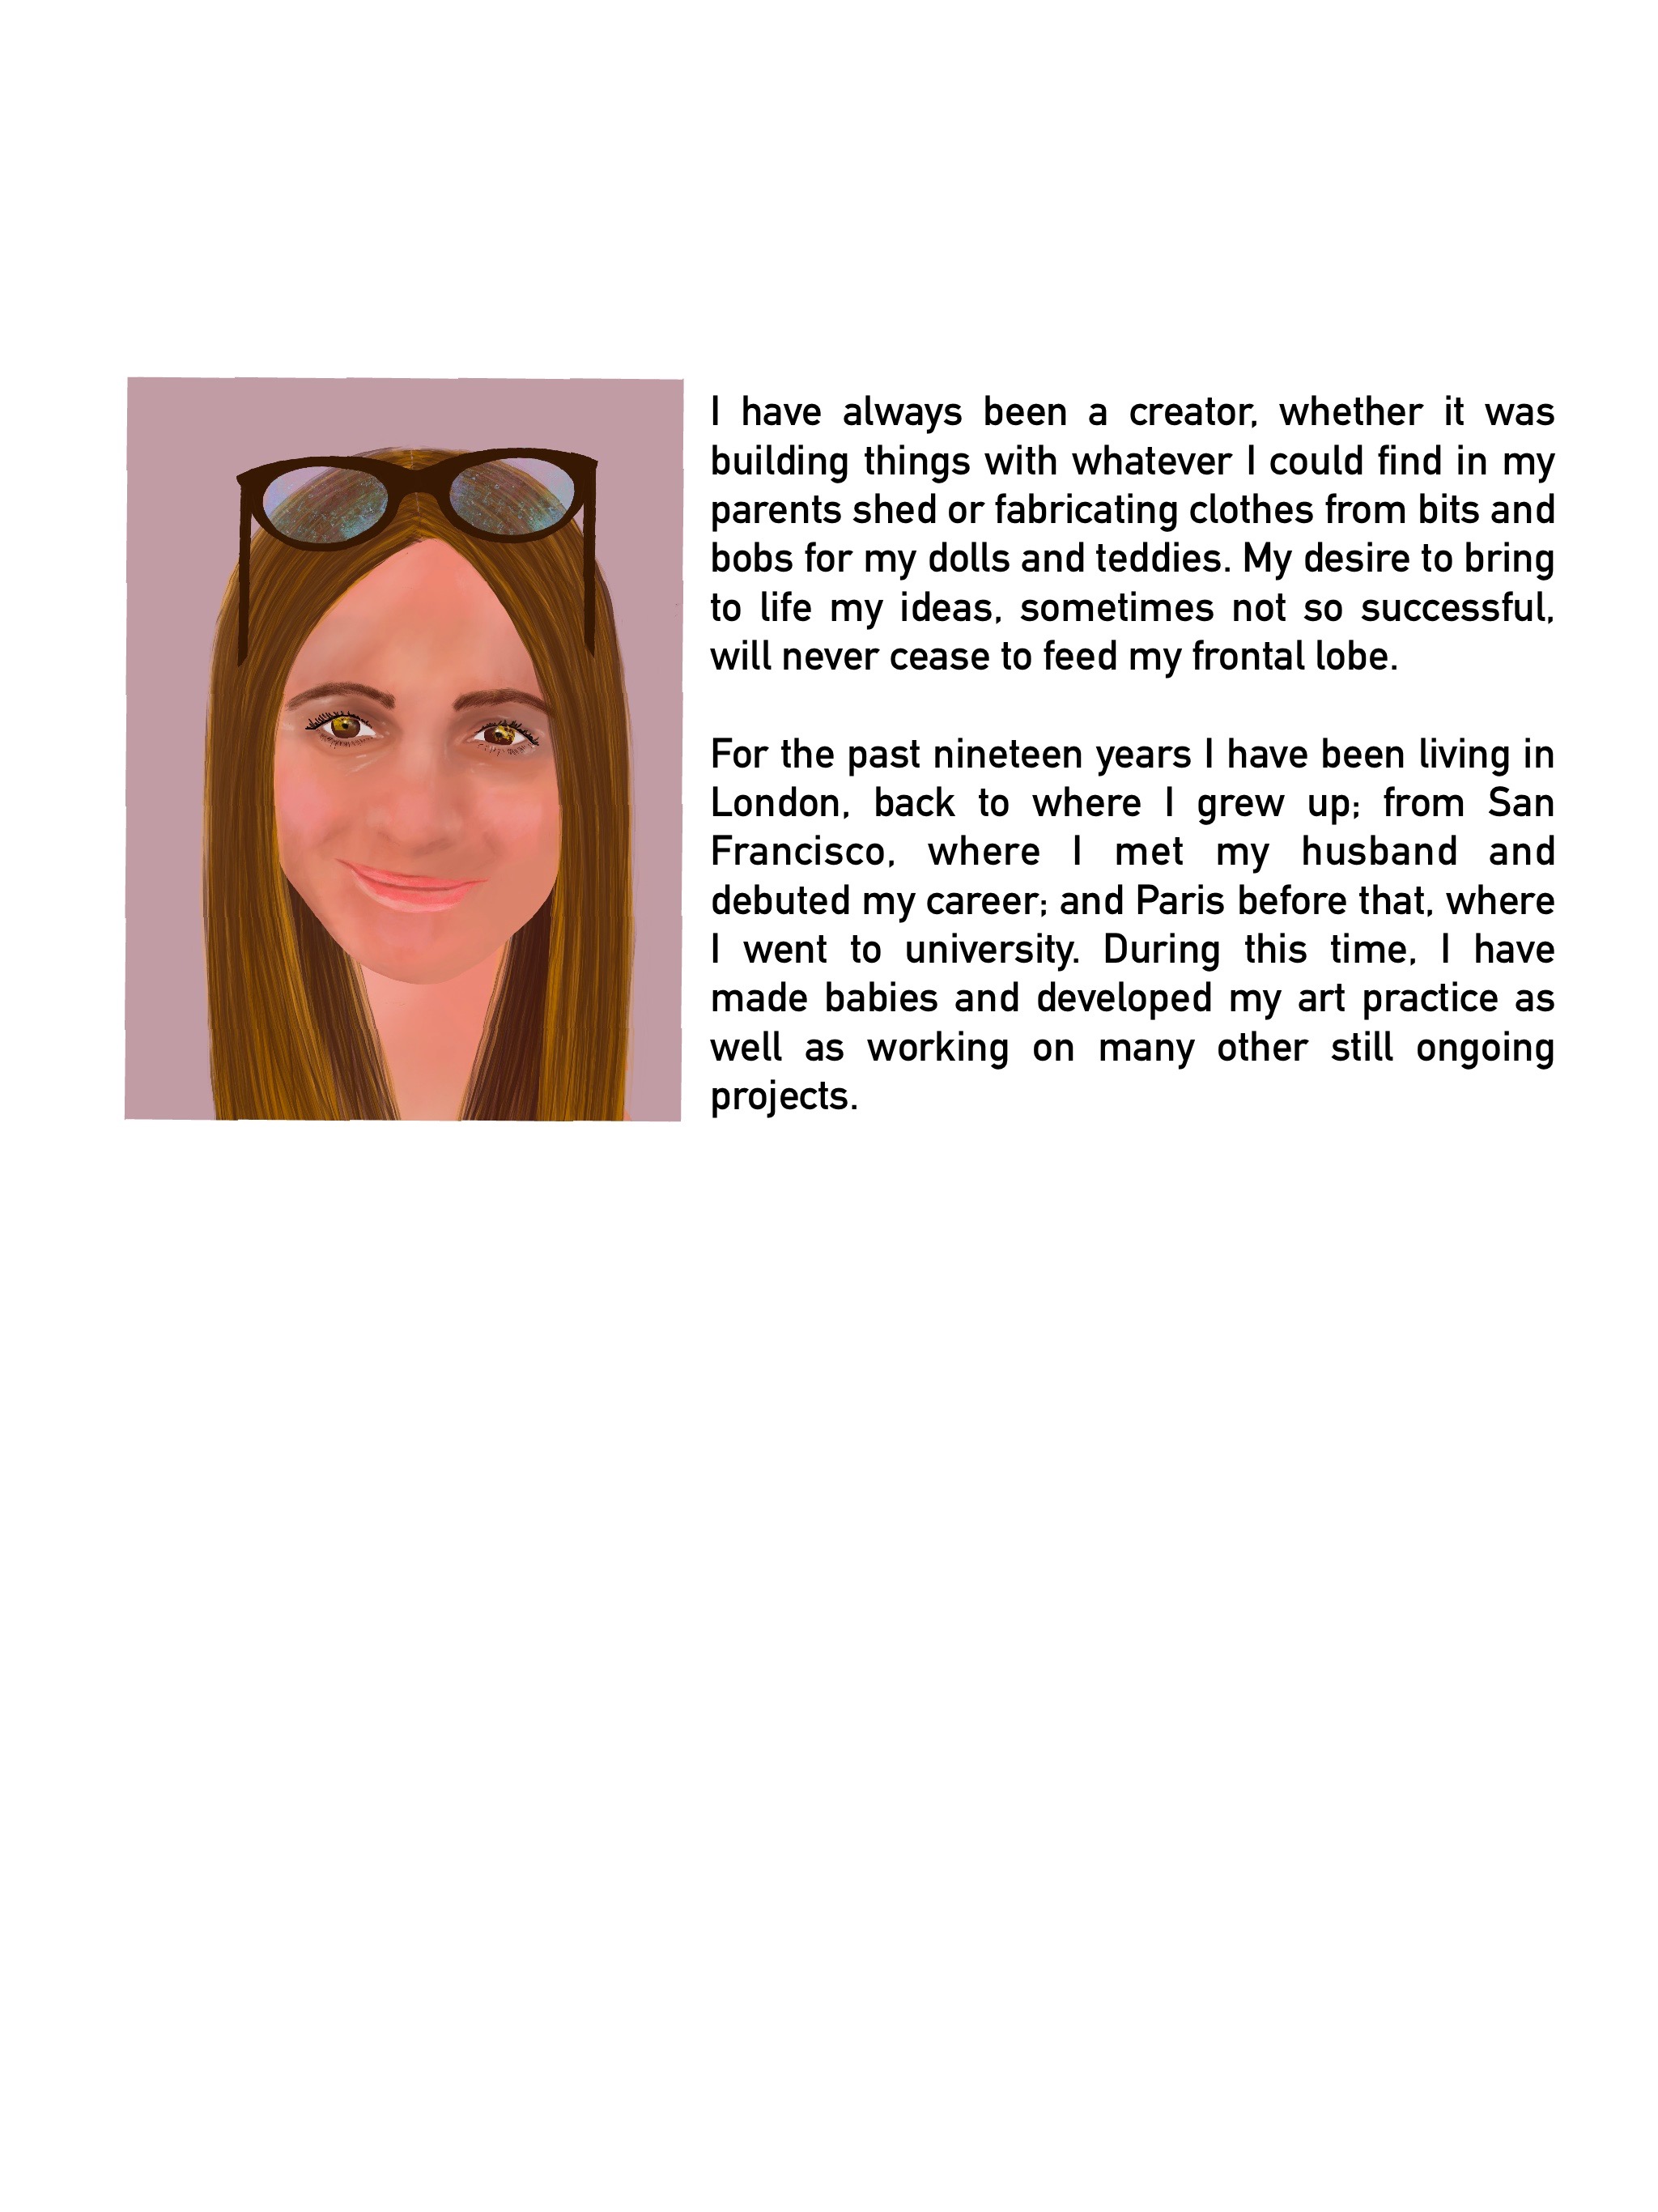 I have always been a creator, whether it was
building things with whatever I could find in my
parents shed or fabricating clothes from bits and
bobs for my dolls and teddies. My desire to bring
to life my ideas, sometimes not so successful,
will never cease to feed my frontal lobe.
For the past nineteen years I have been living in
London, back to where I grew up; from San
Francisco, where I met my husband and
debuted my career; and Paris before that, where
I went to university. During this time, I have
made babies and developed my art practice as
well as working on many other still ongoing
projects.